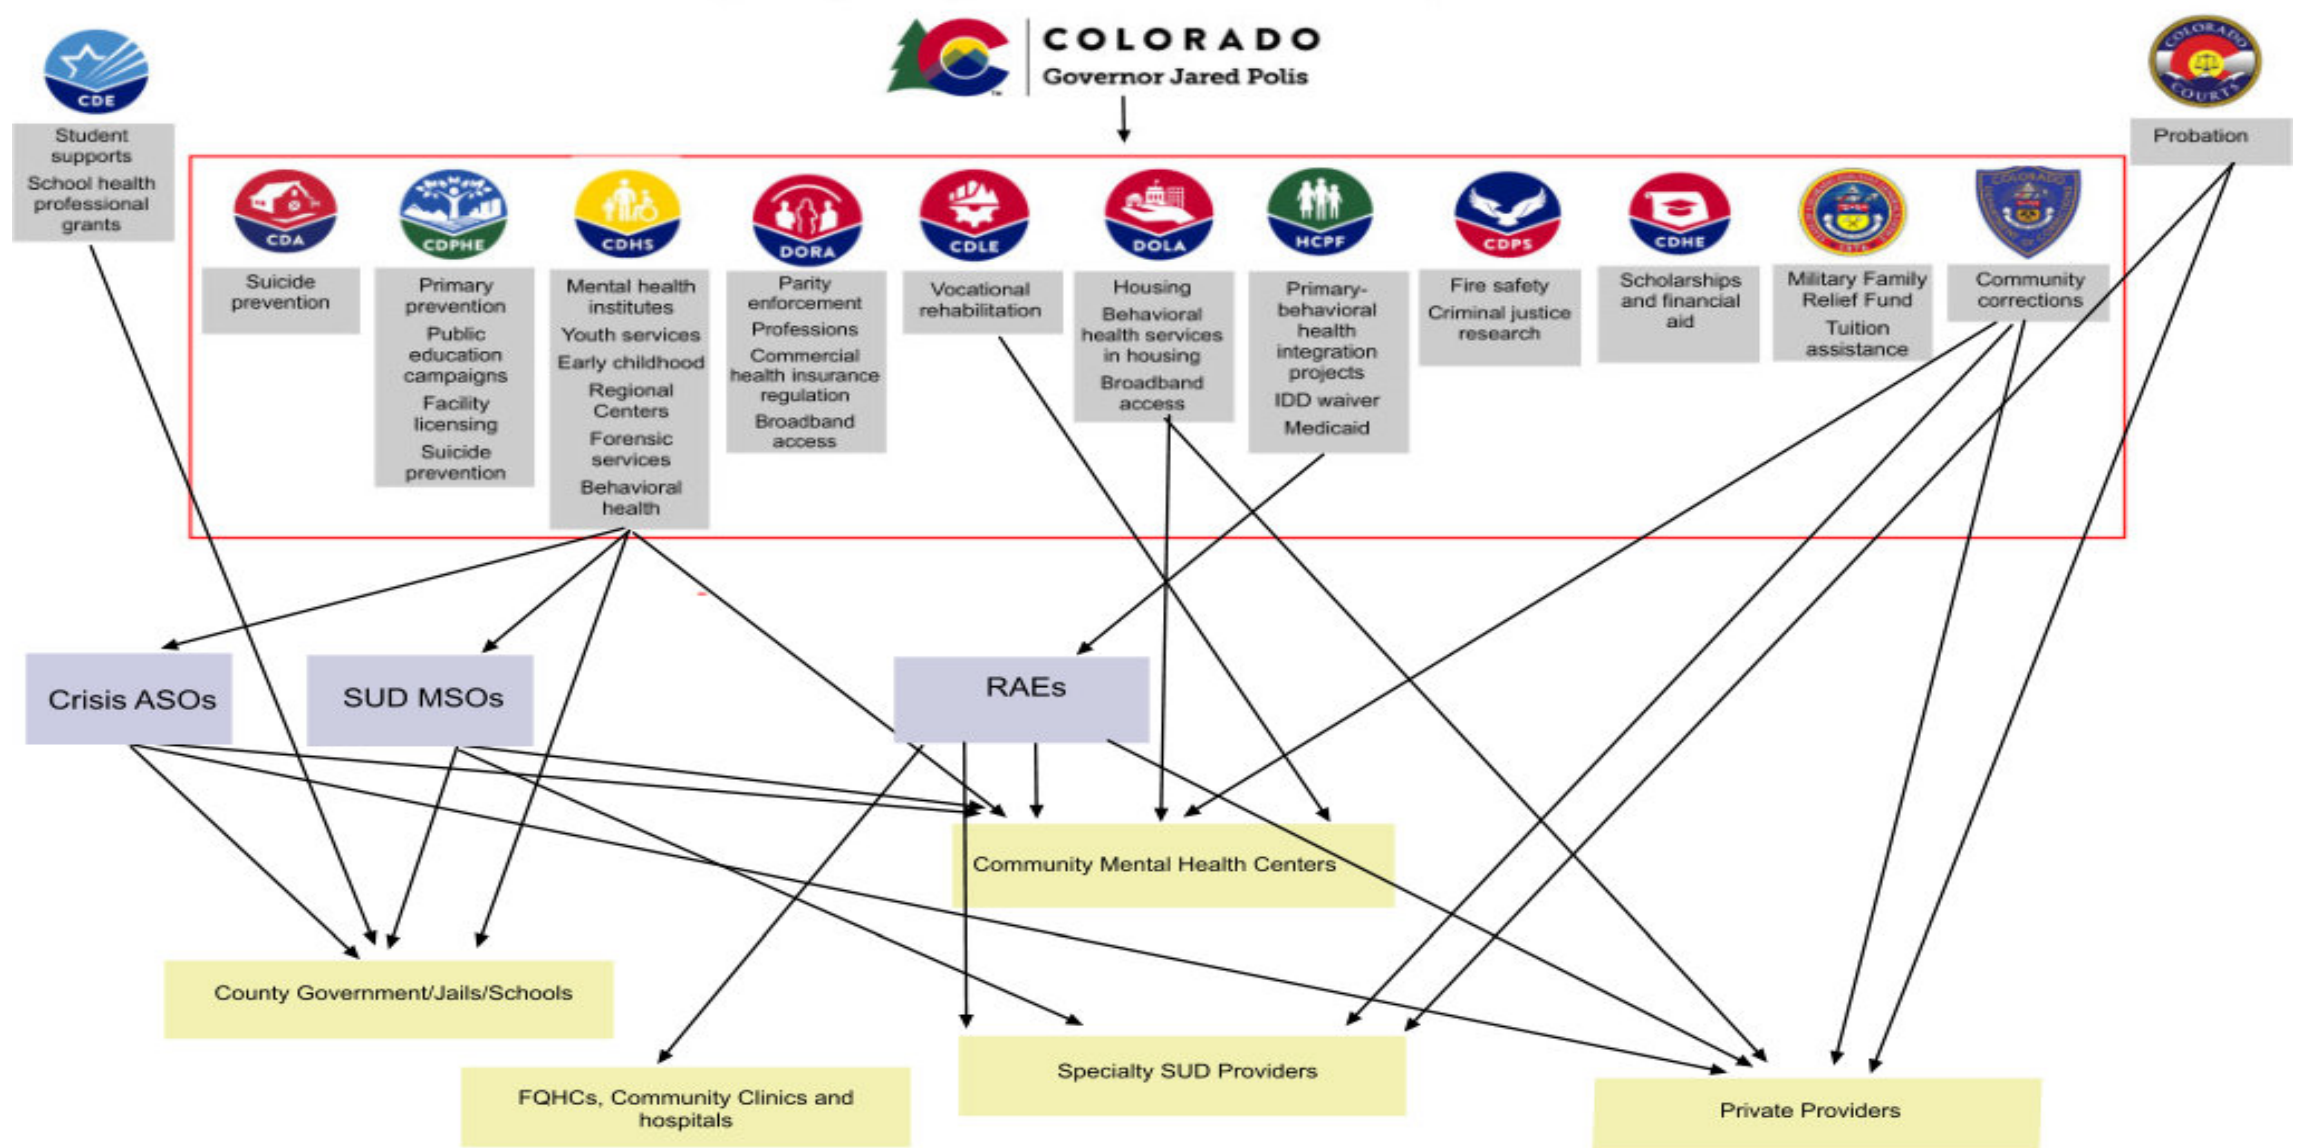 COLORADO
Governor Jared Polis
CDE
Student
supports
School health
professional
grants
COLORADO
COURTS
Probation
CDA
Suicide
prevention
CDPHE
Primary
prevention
Public
education
campaigns
Facility
licensing
Suicide
prevention
CDHS
Mental health
institutes
Youth services
Early childhood
Regional
Centers
Forensic
services
Behavioral
health
DORA
Parity
enforcement
Professions
Commercial
health insurance
regulation
Broadband
access
CDLE
Vocational
rehabilitation
DOLA
Housing
Behavioral
health services
in housing
Broadband
access
HCPF
Primary-
behavioral
health
integration
projects
IDD waiver
Medicaid
CDPS
Fire safety
Criminal justice
research
CDHE
Scholarships
and financial
aid
Military Family
Relief Fund
Tuition
assistance
COLORADO
Community
corrections
Crisis ASOs
SUD MSOs
RAEs
Community Mental Health Centers
County Government/Jails/Schools
FQHCs, Community Clinics and
hospitals
Specialty SUD Providers
Private Providers